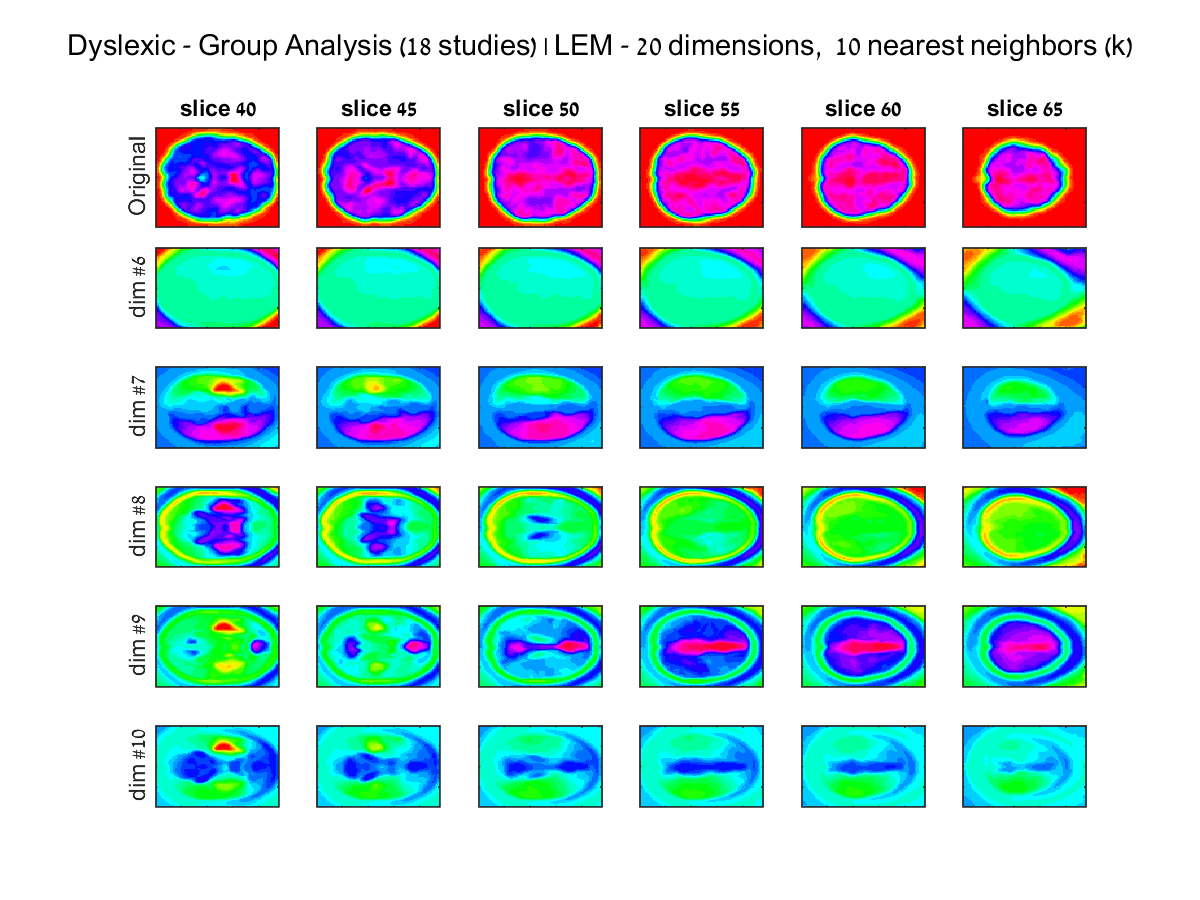 Dyslexic - Group Analysis (18 studies) | LEM - 20 dimensions, 10 nearest neighbors (k)
slice 40 slice 45 slice 50 slice 55 slice 60 slice 65
Original
dim #6
dim #7
dim #8
dim #9
dim #10